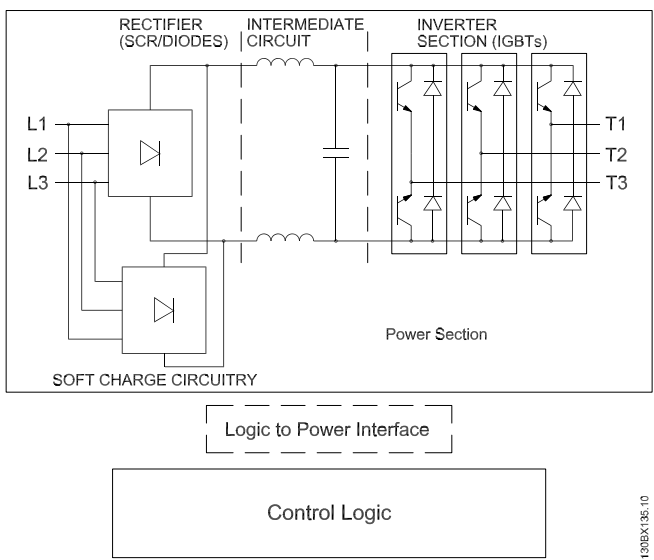 RECTIFIER
(SCR/DIODES)
INTERMEDIATE
CIRCUIT
INVERTER
SECTION (IGBTs)
L1
L2
L3
T1
T2
T3
Power Section
SOFT CHARGE CIRCUITRY
Logic to Power Interface
Control Logic
130BX135.10